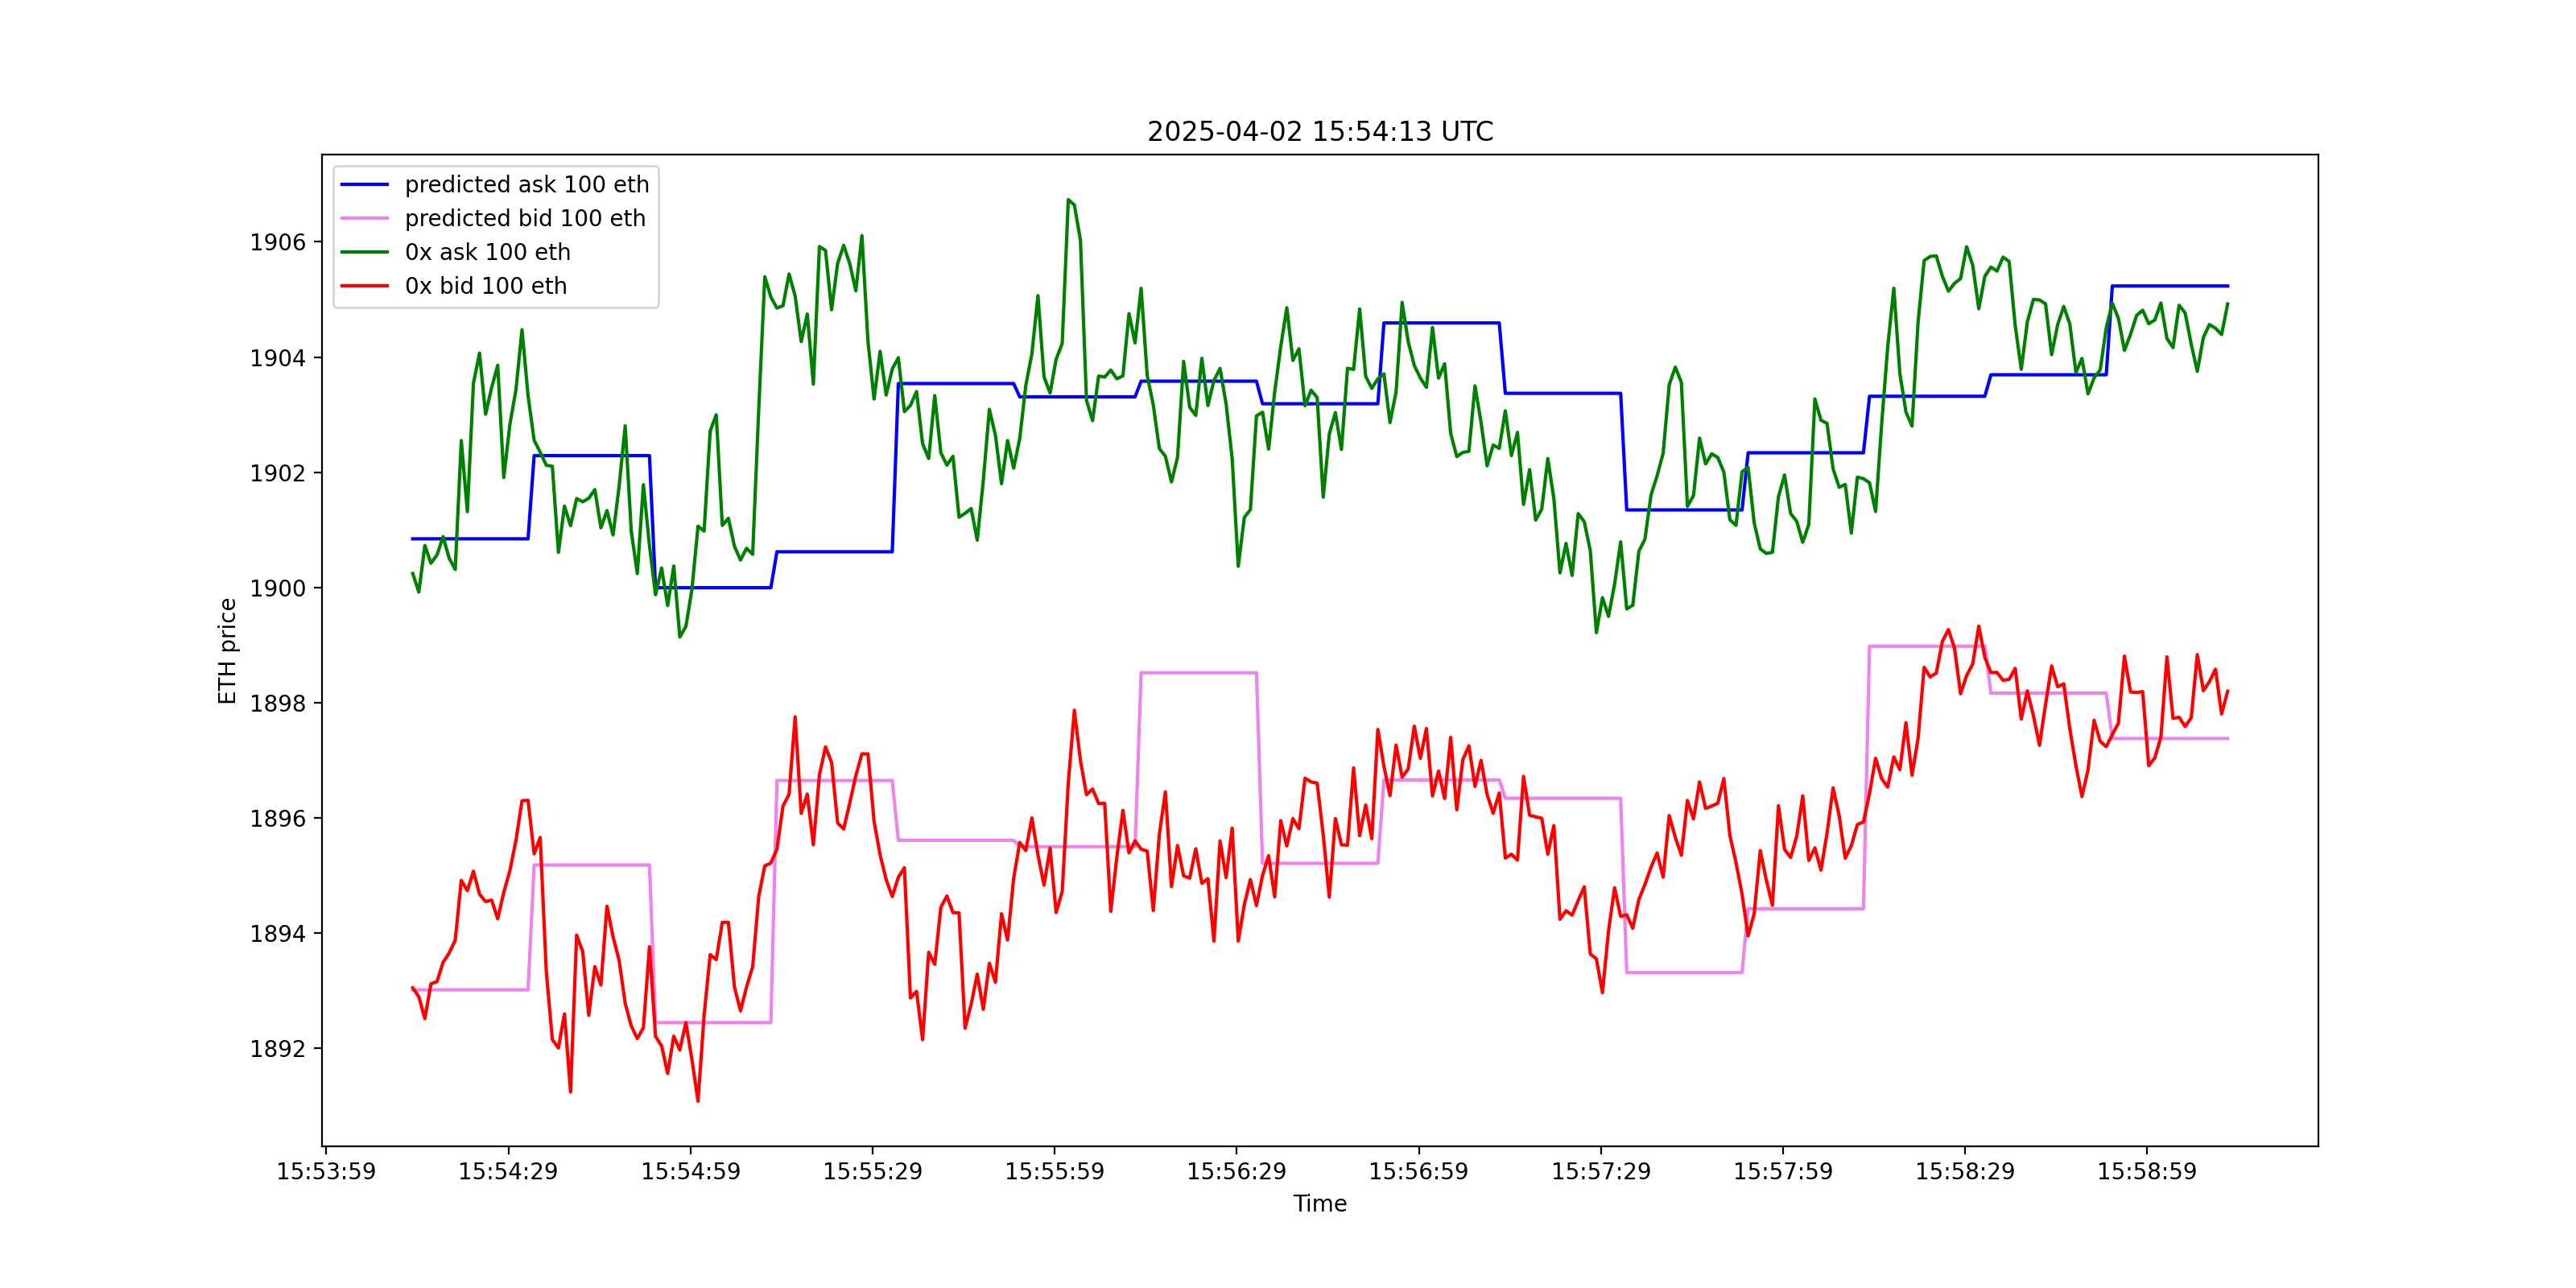 2025-04-02 15:54:13 UTC
predicted ask 100 eth
predicted bid 100 eth
0x ask 100 eth
0x bid 100 eth
1906
1904
1902
1900
1898
1896
1894
1892
ETH price
15:53:59 15:54:29 15:54:59 15:55:29 15:55:59 15:56:29 15:56:59 15:57:29 15:57:59 15:58:29 15:58:59
Time